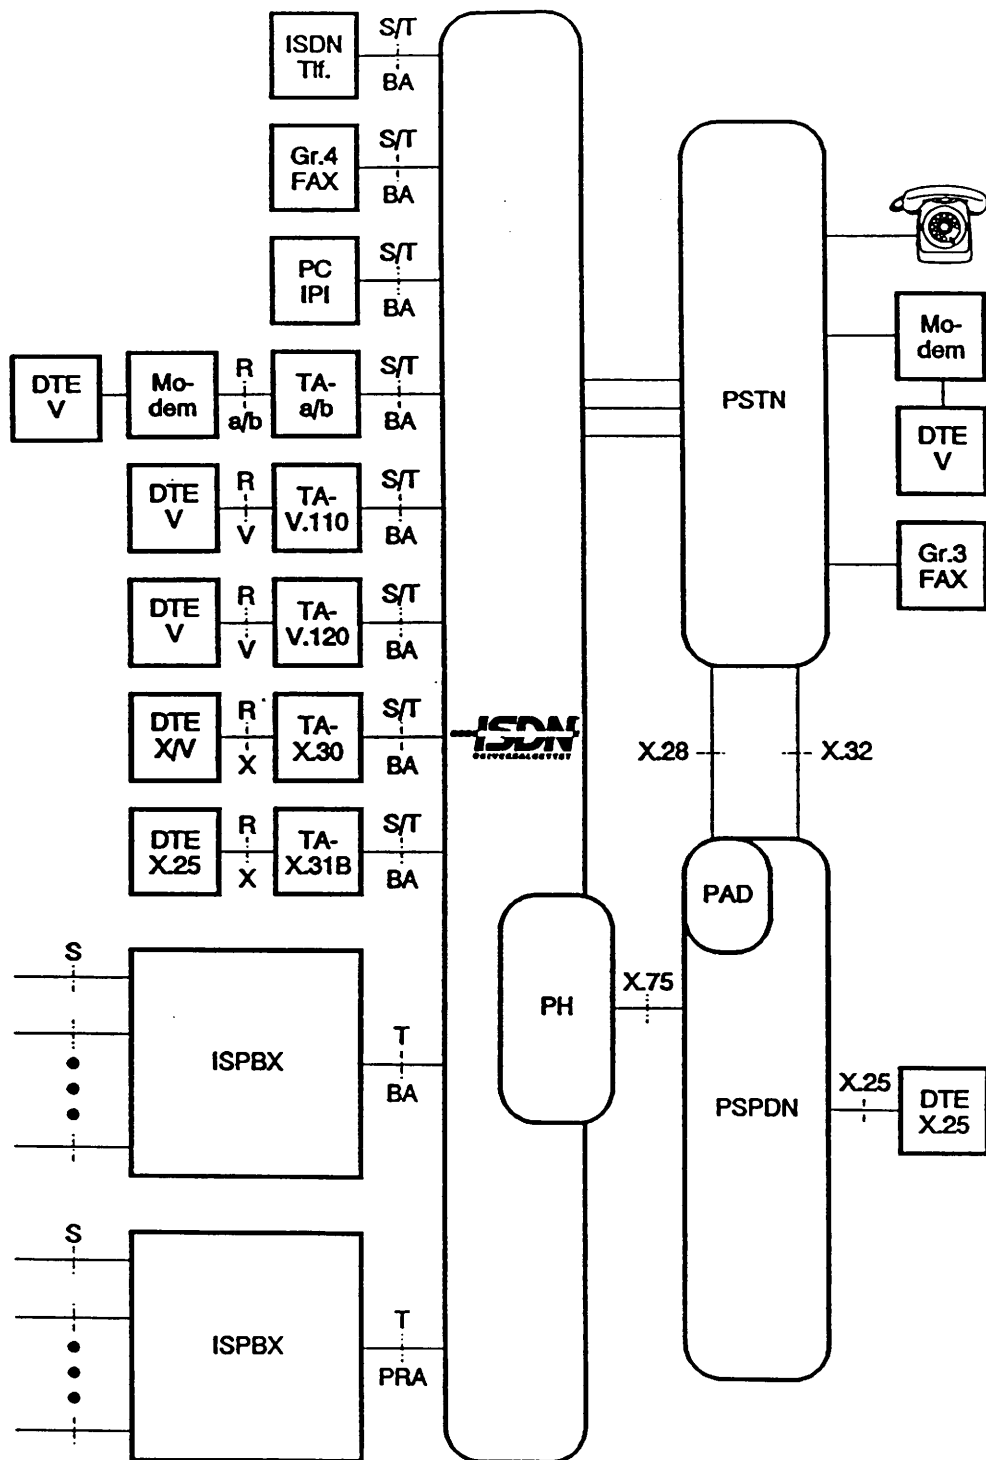 ISDN
Tlf.
S/T
BA
Gr.4
FAX
S/T
BA
PC
IPI
S/T
BA
DTE
V
Mo-
dem
R
a/b
TA-
a/b
S/T
BA
DTE
V
R
V
TA-
V.110
S/T
BA
DTE
V
R
V
TA-
V.120
S/T
BA
DTE
X/V
R
X
TA-
X.30
S/T
BA
DTE
X.25
R
X
TA-
X.31B
S/T
BA
S
ISPBX
T
BA
S
ISPBX
T
PRA
ISDN
UNIVERSALNETTET
PH
X.75
PSTN
Mo-
dem
DTE
V
Gr.3
FAX
X.28
X.32
PAD
PSPDN
X.25
DTE
X.25